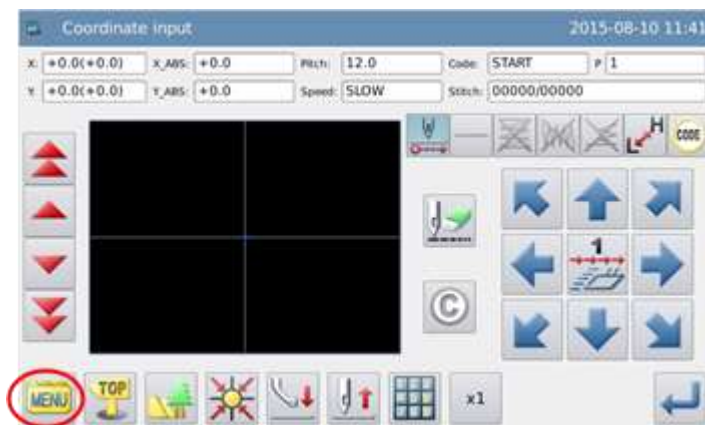 Coordinate input 2015-08-10 11:41
X: +0.0(+0.0) X_ABS: +0.0 Pitch: 12.0 Code: START P 1
Y +0.0(+0.0) Y_ABS: +0.0 Speed: SLOW Stitch: 00000/00000
H
L
CODE
1
C
MENU TOP x1